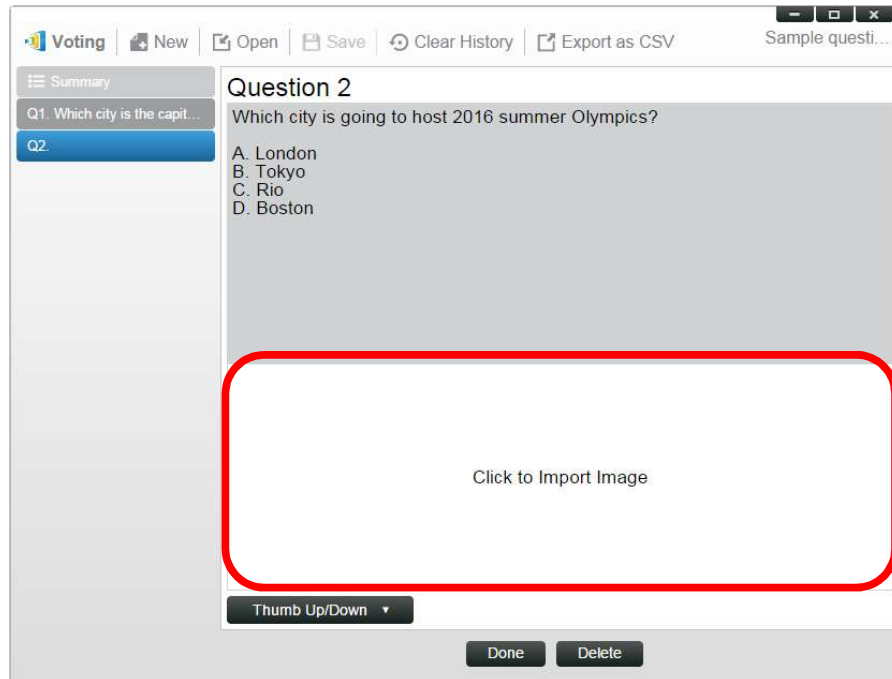 Voting New Open Save Clear History Export as CSV Sample questi...
Summary
Q1. Which city is the capit...
Q2.
Question 2
Which city is going to host 2016 summer Olympics?
A. London
B. Tokyo
C. Rio
D. Boston
Click to Import Image
Thumb Up/Down
Done Delete